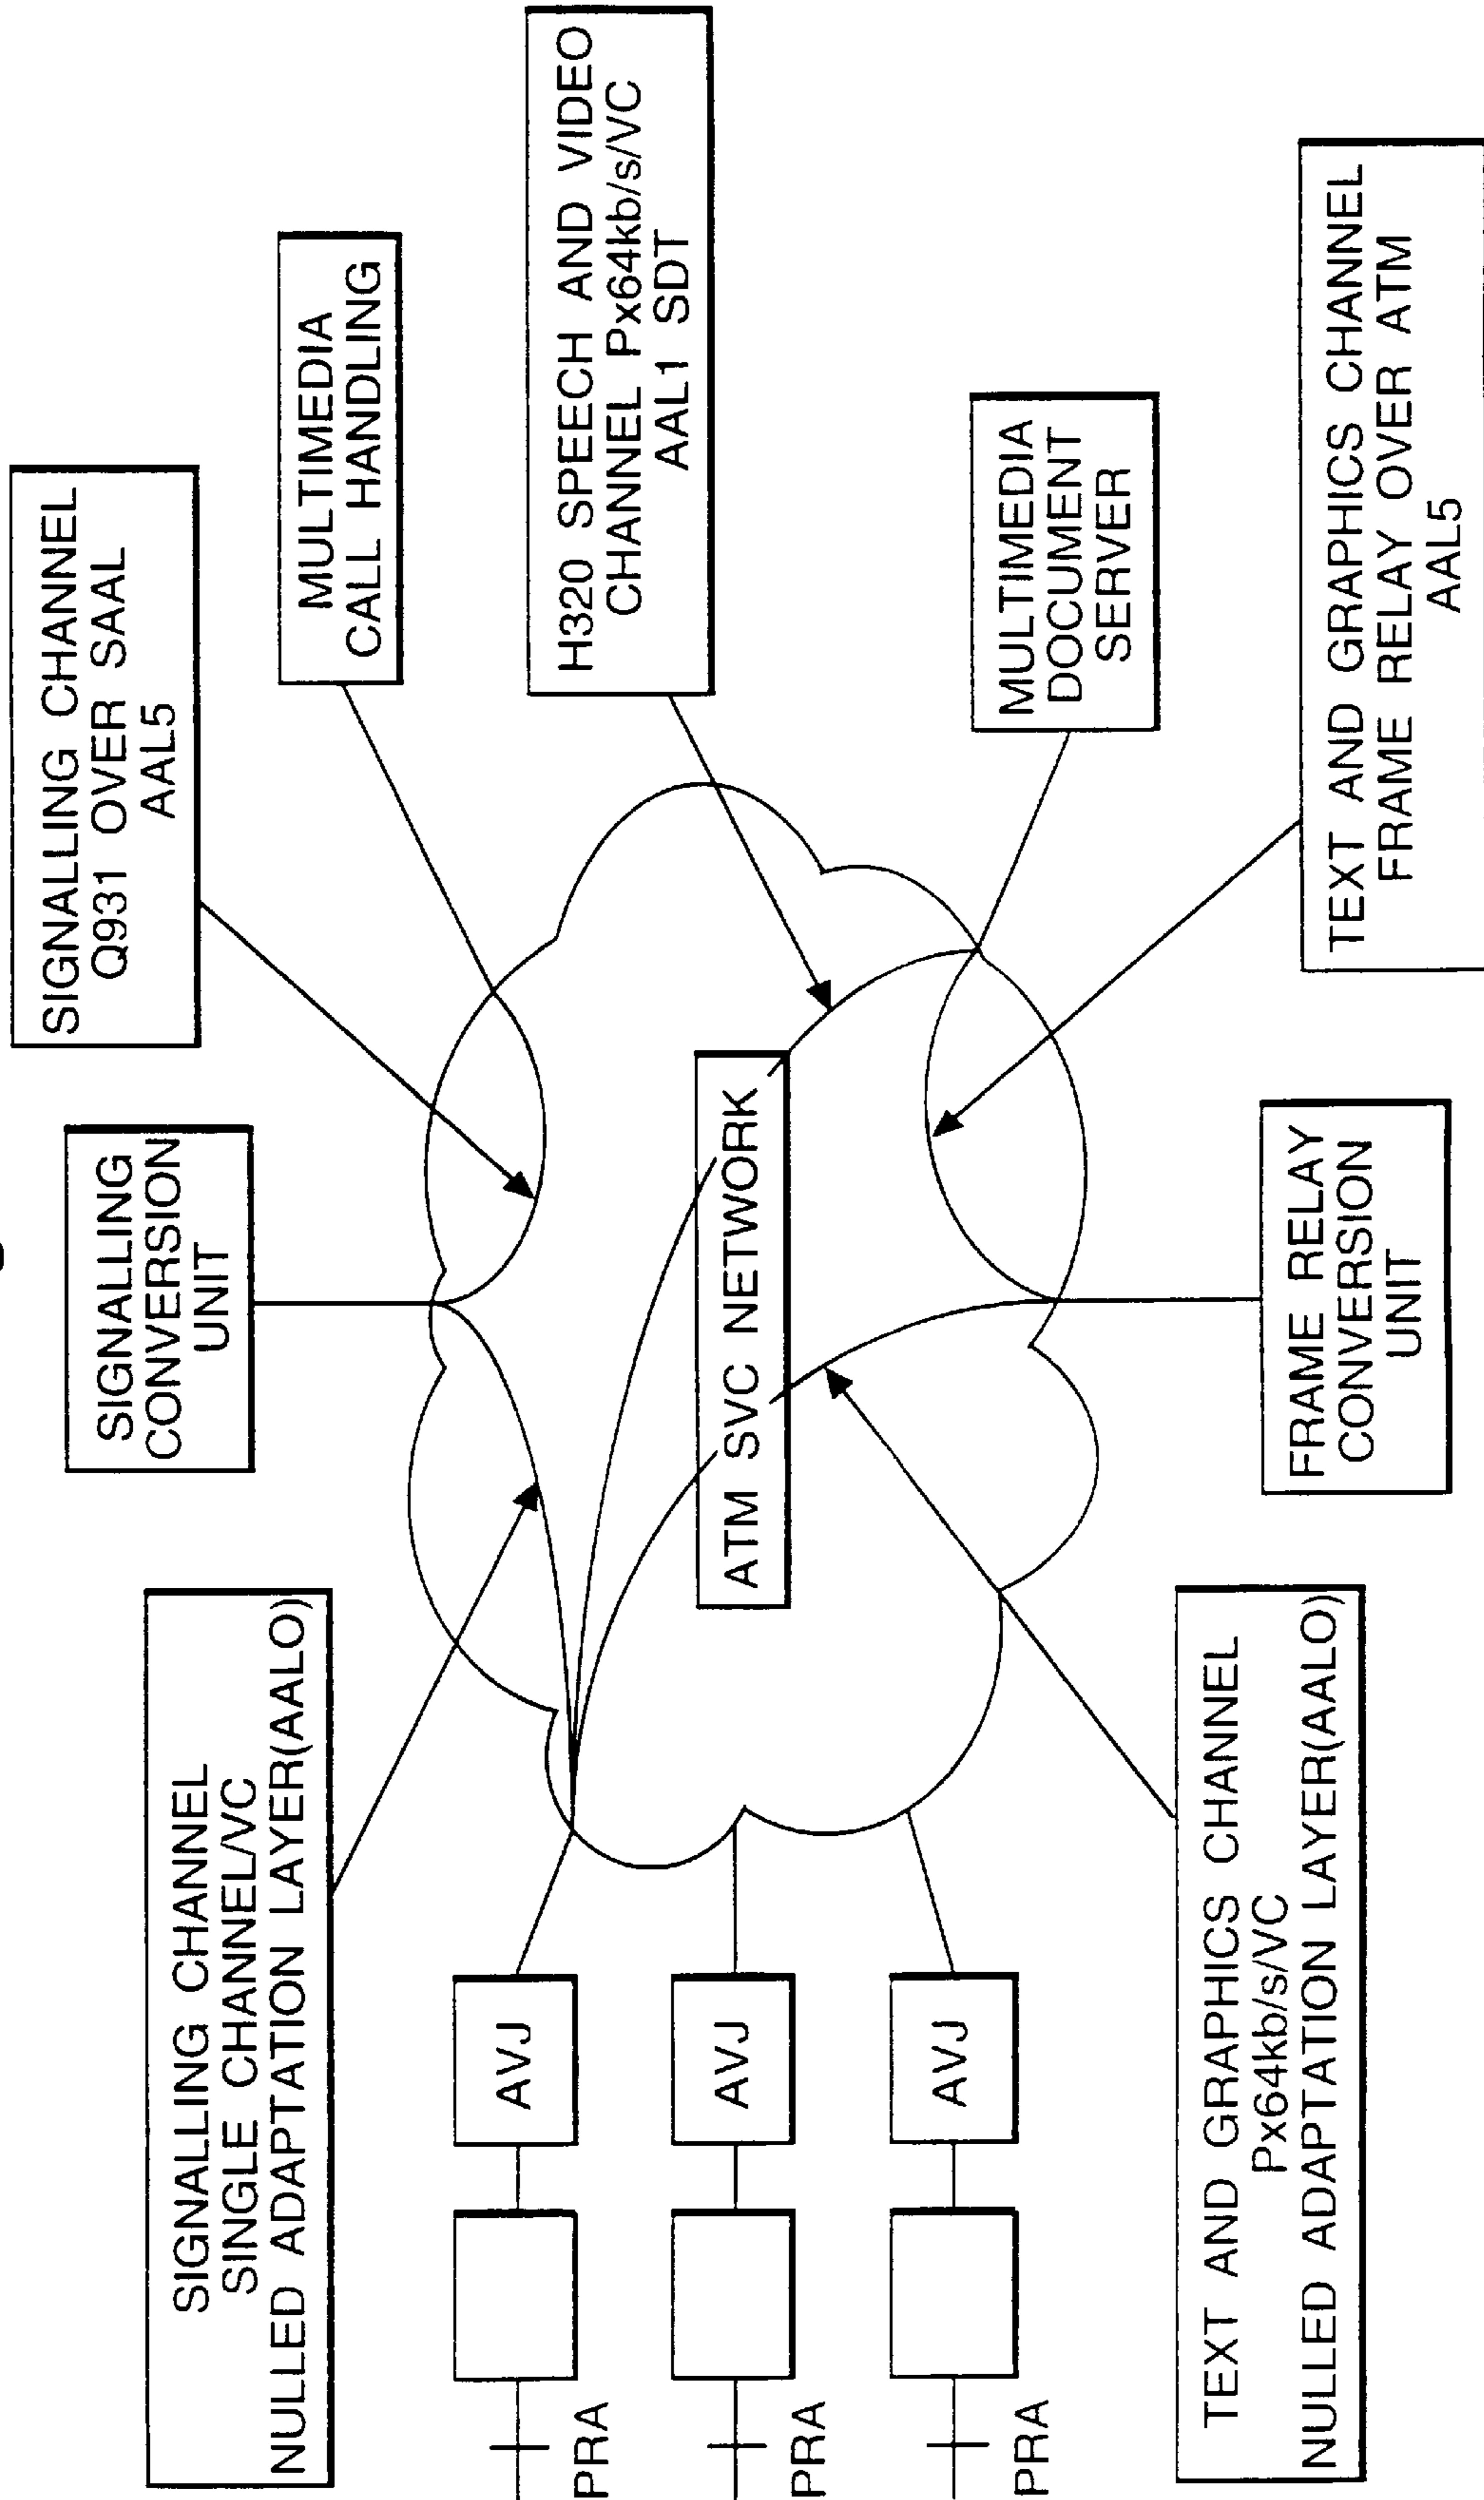 SIGNALLING CHANNEL
SINGLE CHANNEL/VC
NULLED ADAPTATION LAYER(AALO)
SIGNALLING
CONVERSION
UNIT
SIGNALLING CHANNEL
Q931 OVER SAAL
AAL5
MULTIMEDIA
CALL HANDLING
H320 SPEECH AND VIDEO
CHANNEL Px64kb/s/VC
AAL1 SDT
PRA
AVJ
PRA
AVJ
PRA
AVJ
ATM SVC NETWORK
MULTIMEDIA
DOCUMENT
SERVER
TEXT AND GRAPHICS CHANNEL
Px64kb/s/VC
NULLED ADAPTATION LAYER(AALO)
FRAME RELAY
CONVERSION
UNIT
TEXT AND GRAPHICS CHANNEL
FRAME RELAY OVER ATM
AAL5